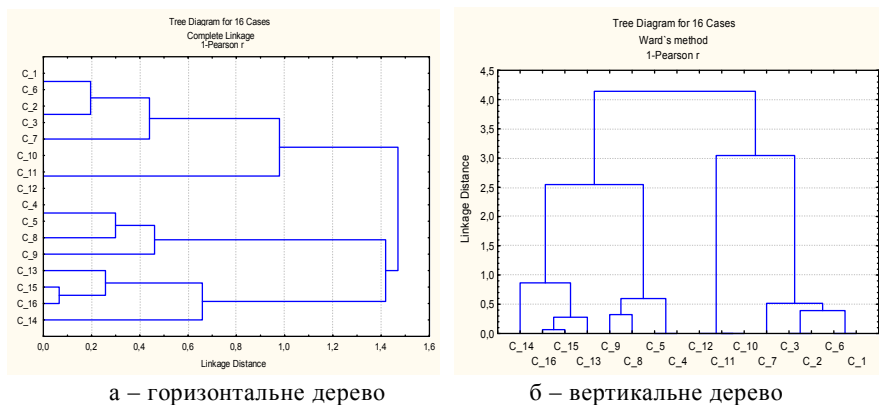 Tree Diagram for 16 Cases
Complete Linkage
1-Pearson r
C_1
C_6
C_2
C_3
C_7
C_10
C_11
C_12
C_4
C_5
C_8
C_9
C_13
C_15
C_16
C_14
0,0 0,2 0,4 0,6 0,8 1,0 1,2 1,4 1,6
Linkage Distance
а – горизонтальне дерево
Tree Diagram for 16 Cases
Ward`s method
1-Pearson r
Linkage Distance
4,5
4,0
3,5
3,0
2,5
2,0
1,5
1,0
0,5
0,0
C_14 C_15 C_9 C_5 C_12 C_10 C_3 C_6
C_16 C_13 C_8 C_4 C_11 C_7 C_2 C_1
б – вертикальне дерево